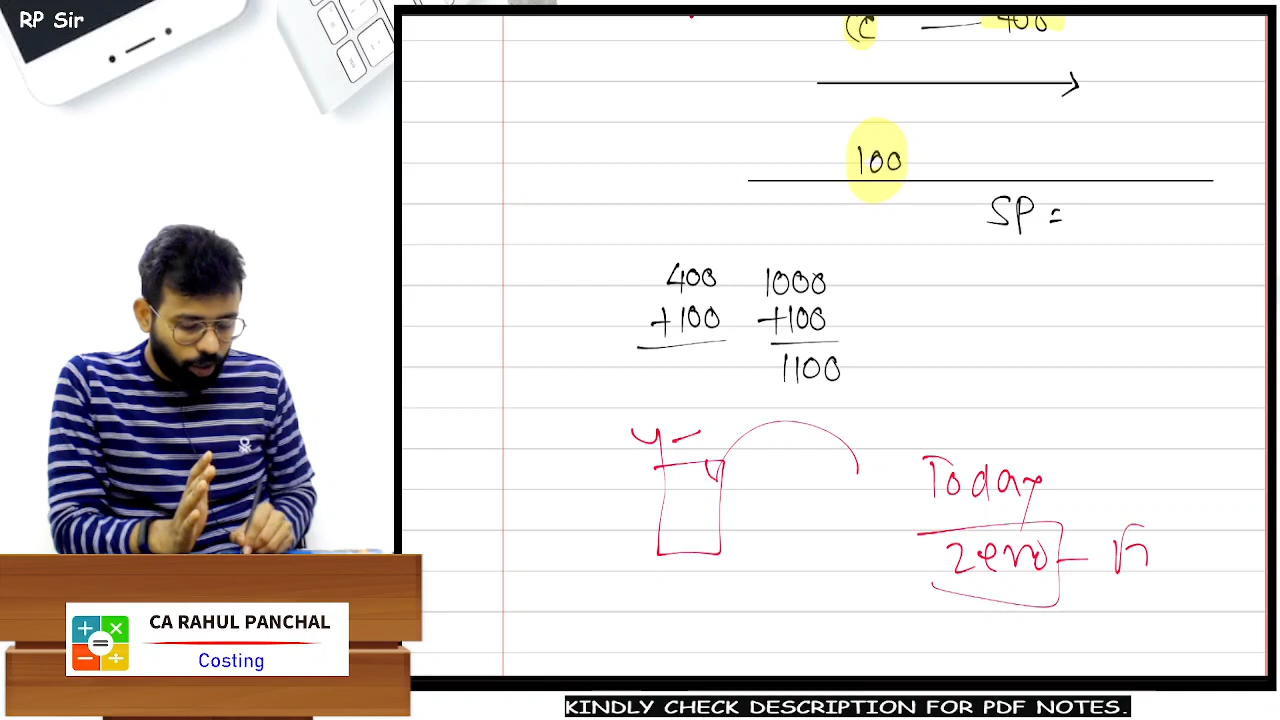 RP Sir
CC — 400
100
SP =
400 1000
+100 +100
1100
Today
zero
CA RAHUL PANCHAL
Costing
KINDLY CHECK DESCRIPTION FOR PDF NOTES.